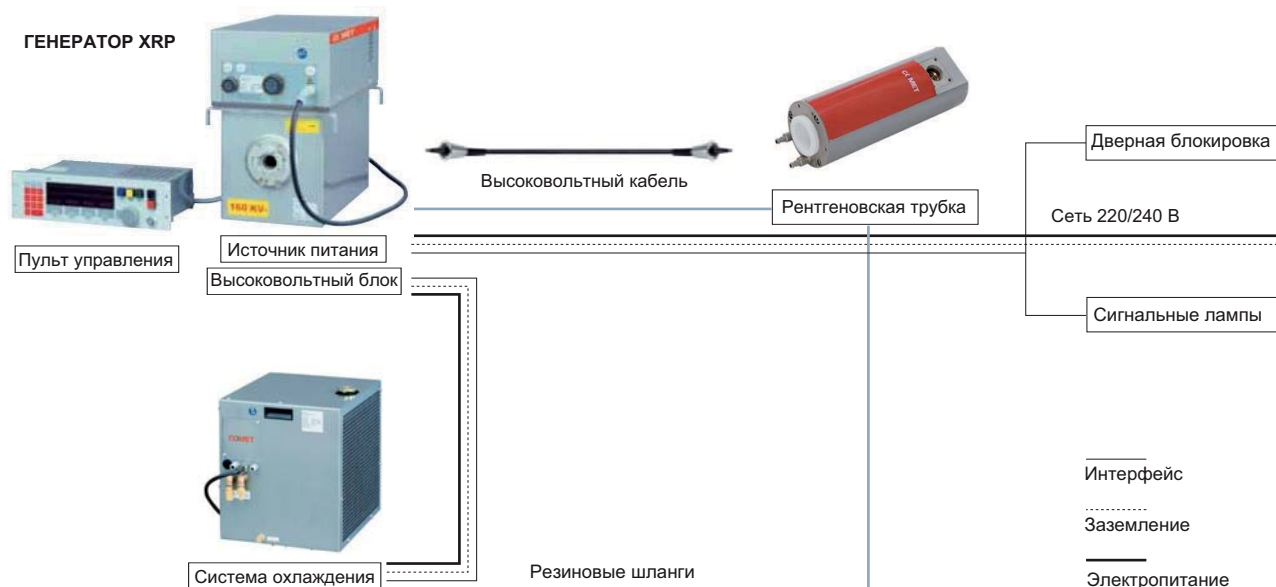 ГЕНЕРАТОР XRP
160 KV
COMET
Высоковольтный кабель
Рентгеновская трубка
Дверная блокировка
Сеть 220/240 В
Пульт управления
Источник питания
Высоковольтный блок
Сигнальные лампы
COMET
Интерфейс
Заземление
Электропитание
Система охлаждения
Резиновые шланги